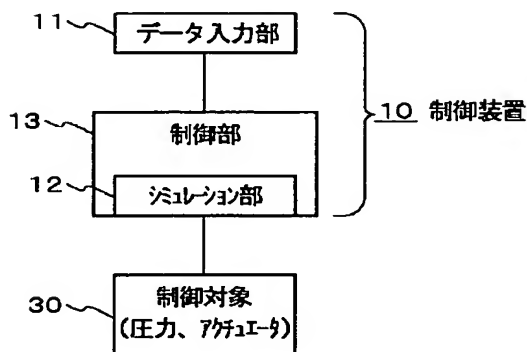 11
データ入力部
13
制御部
10 制御装置
12
シミュレーション部
30
制御対象
(圧力、アクチュエータ)